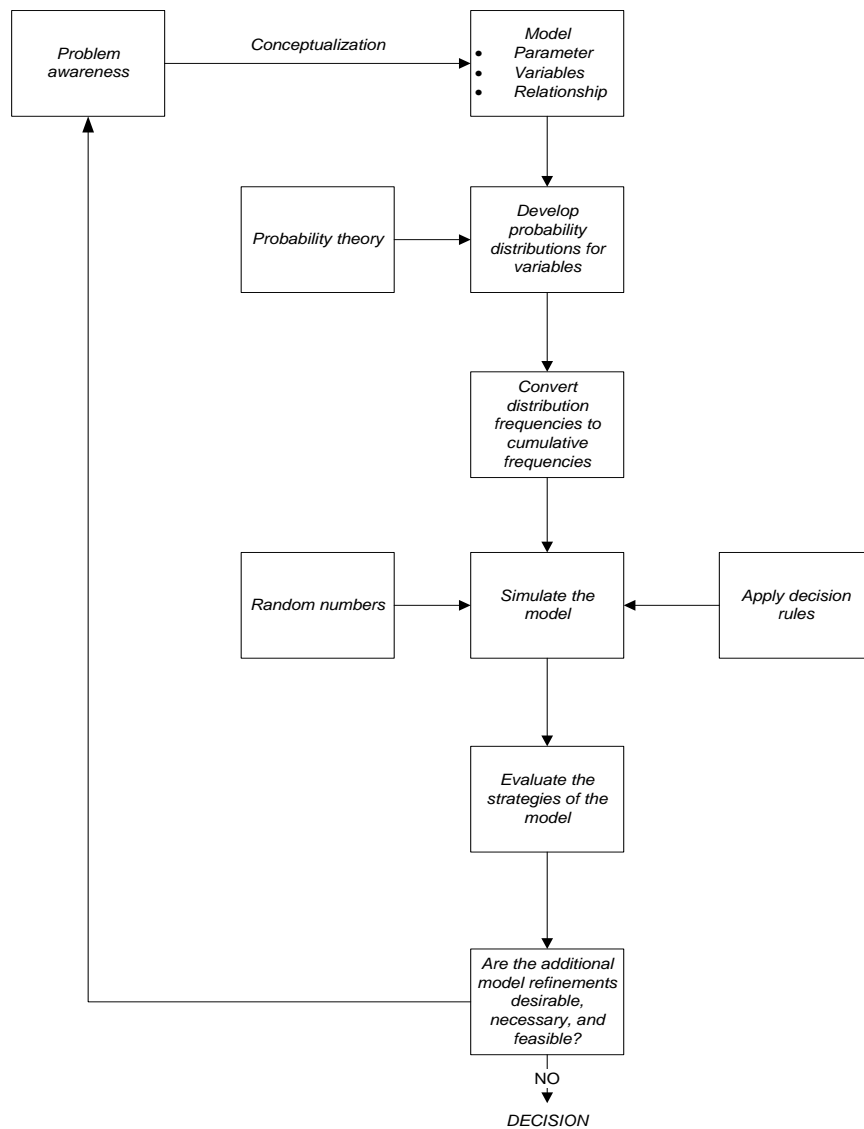 Problem
awareness
Conceptualization
Model
• Parameter
• Variables
• Relationship
Probability theory
Develop
probability
distributions for
variables
Convert
distribution
frequencies to
cumulative
frequencies
Random numbers
Simulate the
model
Apply decision
rules
Evaluate the
strategies of the
model
Are the additional
model refinements
desirable,
necessary, and
feasible?
NO
DECISION